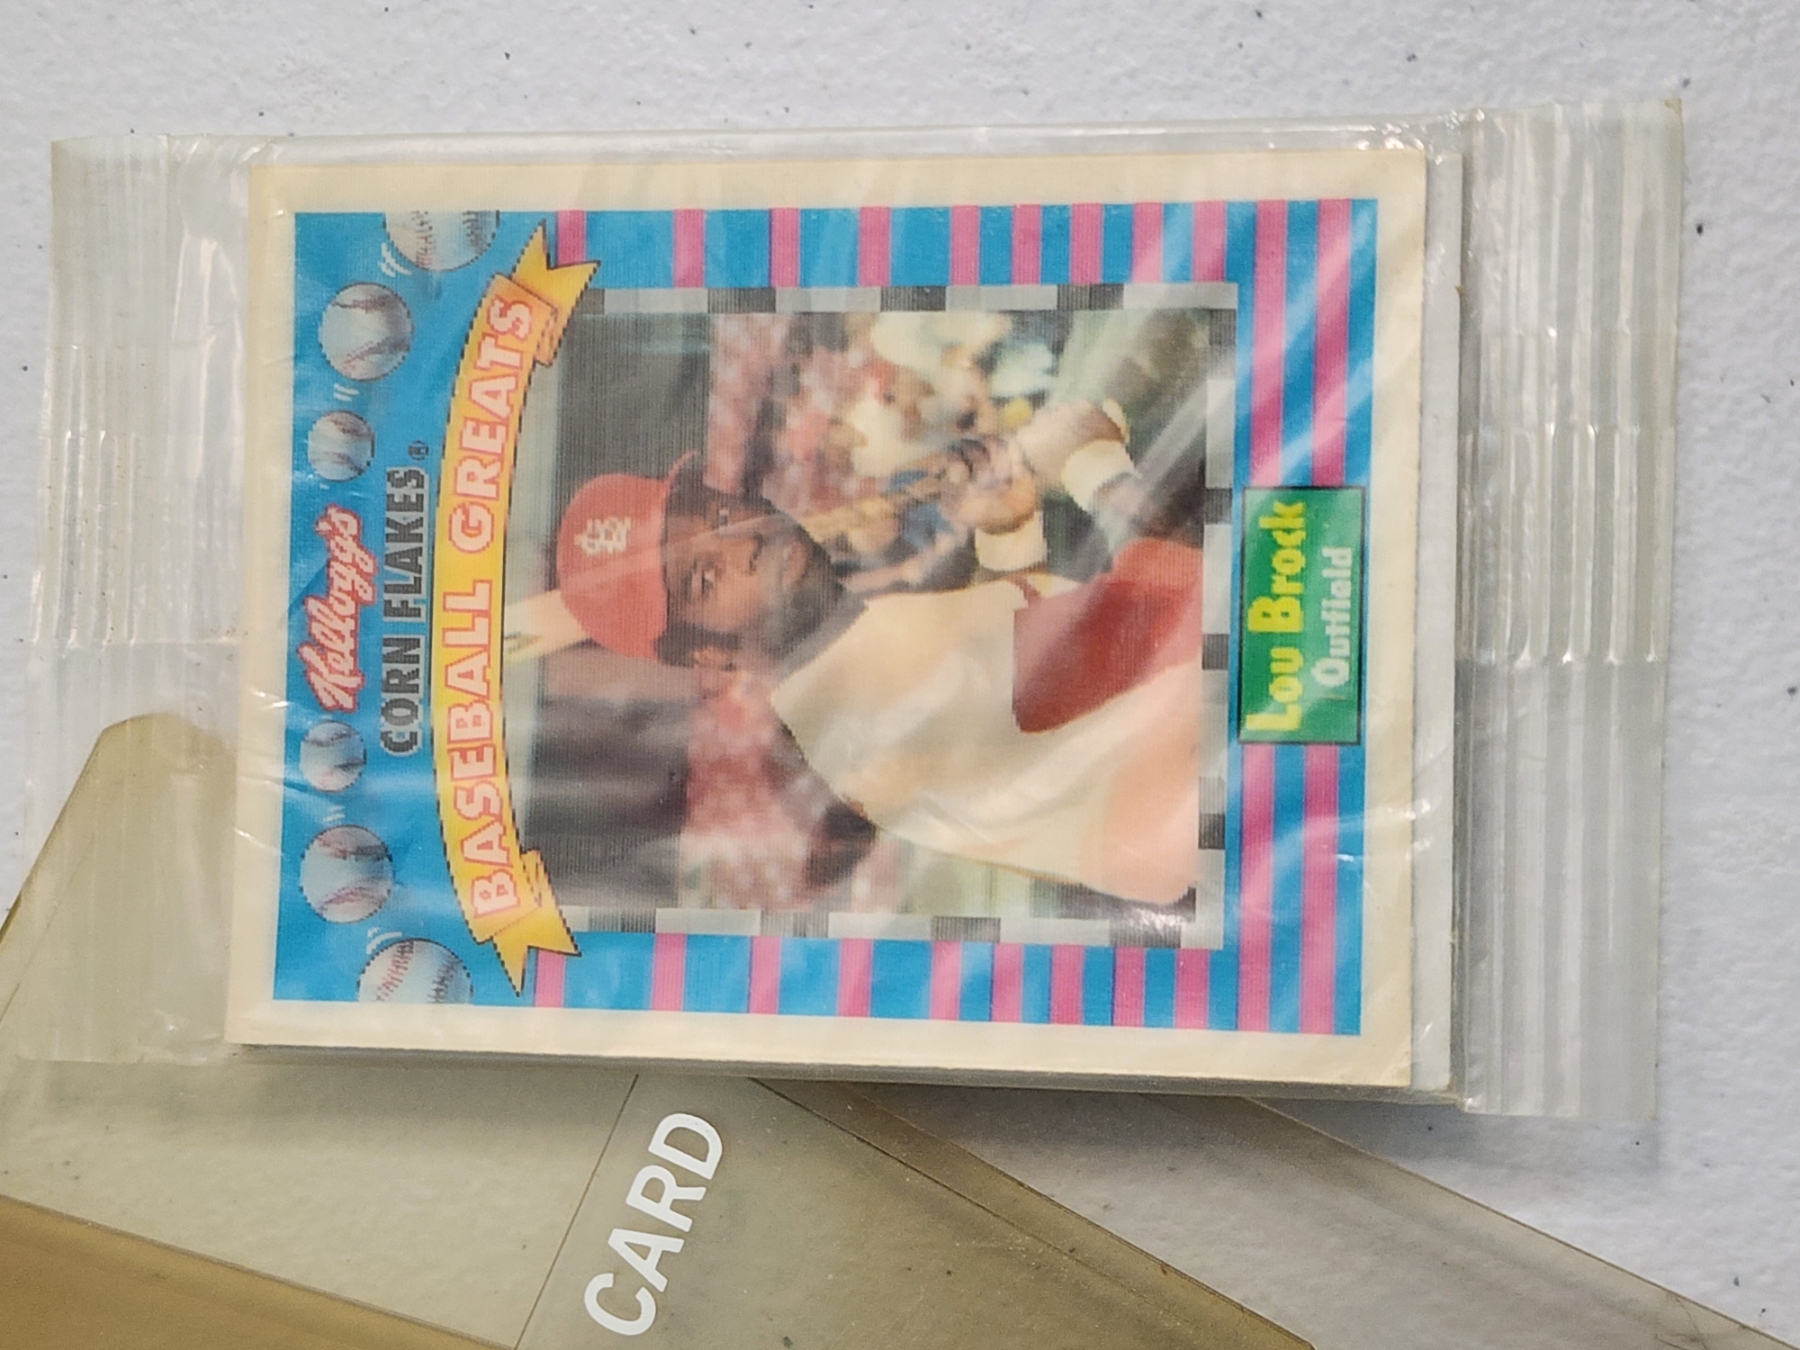 Kellogg's
CORN FLAKES®
BASEBALL GREATS
Lou Brock
Outfield
CARD